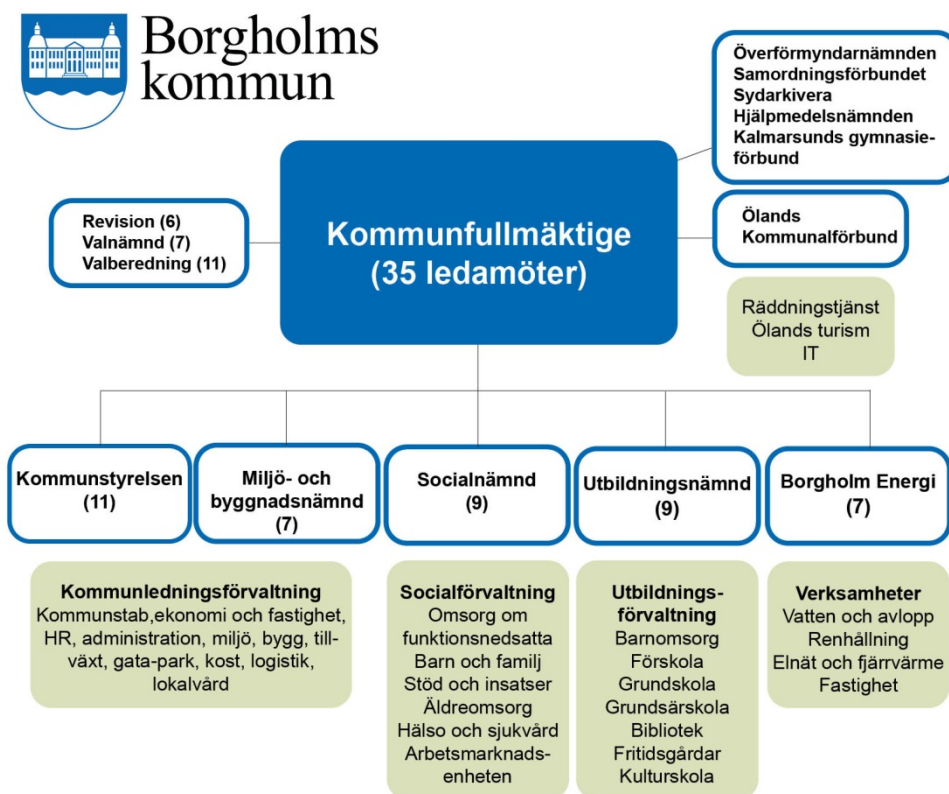 Borgholms
kommun
Överförmyndarnämnden
Samordningsförbundet
Sydarkivera
Hjälpmedelsnämnden
Kalmarsunds gymnasie-
förbund
Revision (6)
Valnämnd (7)
Valberedning (11)
Kommunfullmäktige
(35 ledamöter)
Ölands
Kommunalförbund
Räddningstjänst
Ölands turism
IT
Kommunstyrelsen
(11)
Miljö- och
byggnadsnämnd
(7)
Socialnämnd
(9)
Utbildningsnämnd
(9)
Borgholm Energi
(7)
Kommunledningsförvaltning
Kommunstab,ekonomi och fastighet,
HR, administration, miljö, bygg, till-
växt, gata-park, kost, logistik,
lokalvård
Socialförvaltning
Omsorg om
funktionsnedsatta
Barn och familj
Stöd och insatser
Äldreomsorg
Hälso och sjukvård
Arbetsmarknads-
enheten
Utbildnings-
förvaltning
Barnomsorg
Förskola
Grundskola
Grundsärskola
Bibliotek
Fritidsgårdar
Kulturskola
Verksamheter
Vatten och avlopp
Renhållning
Elnät och fjärrvärme
Fastighet